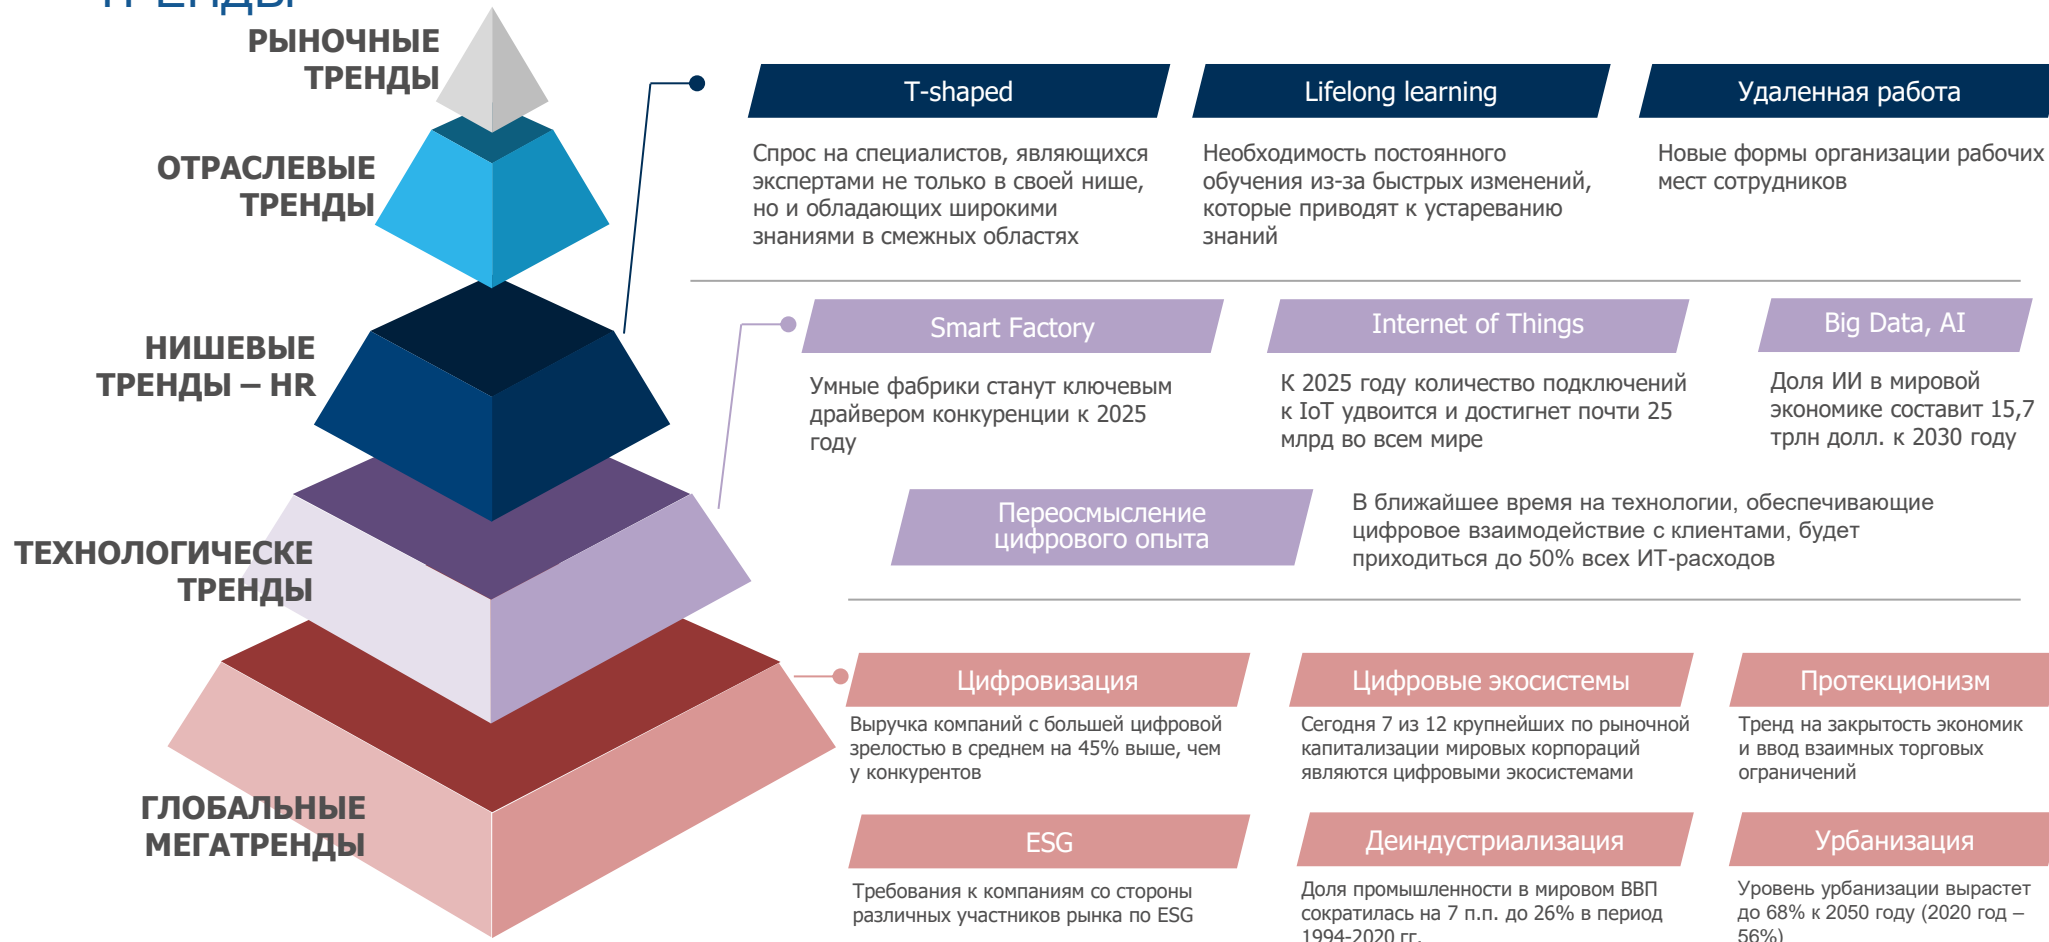 ТРЕНДЫ
РЫНОЧНЫЕ
ТРЕНДЫ
ОТРАСЛЕВЫЕ
ТРЕНДЫ
НИШЕВЫЕ
ТРЕНДЫ – HR
ТЕХНОЛОГИЧЕСКЕ
ТРЕНДЫ
ГЛОБАЛЬНЫЕ
МЕГАТРЕНДЫ
T-shaped
Спрос на специалистов, являющихся
экспертами не только в своей нише,
но и обладающих широкими
знаниями в смежных областях
Lifelong learning
Необходимость постоянного
обучения из-за быстрых изменений,
которые приводят к устареванию
знаний
Удаленная работа
Новые формы организации рабочих
мест сотрудников
Smart Factory
Умные фабрики станут ключевым
драйвером конкуренции к 2025
году
Internet of Things
К 2025 году количество подключений
к IoT удвоится и достигнет почти 25
млрд во всем мире
Big Data, AI
Доля ИИ в мировой
экономике составит 15,7
трлн долл. к 2030 году
Переосмысление
цифрового опыта
В ближайшее время на технологии, обеспечивающие
цифровое взаимодействие с клиентами, будет
приходиться до 50% всех ИТ-расходов
Цифровизация
Выручка компаний с большей цифровой
зрелостью в среднем на 45% выше, чем
у конкурентов
Цифровые экосистемы
Сегодня 7 из 12 крупнейших по рыночной
капитализации мировых корпораций
являются цифровыми экосистемами
Протекционизм
Тренд на закрытость экономик
и ввод взаимных торговых
ограничений
ESG
Требования к компаниям со стороны
различных участников рынка по ESG
Деиндустриализация
Доля промышленности в мировом ВВП
сократилась на 7 п.п. до 26% в период
1994-2020 гг.
Урбанизация
Уровень урбанизации вырастет
до 68% к 2050 году (2020 год –
56%)